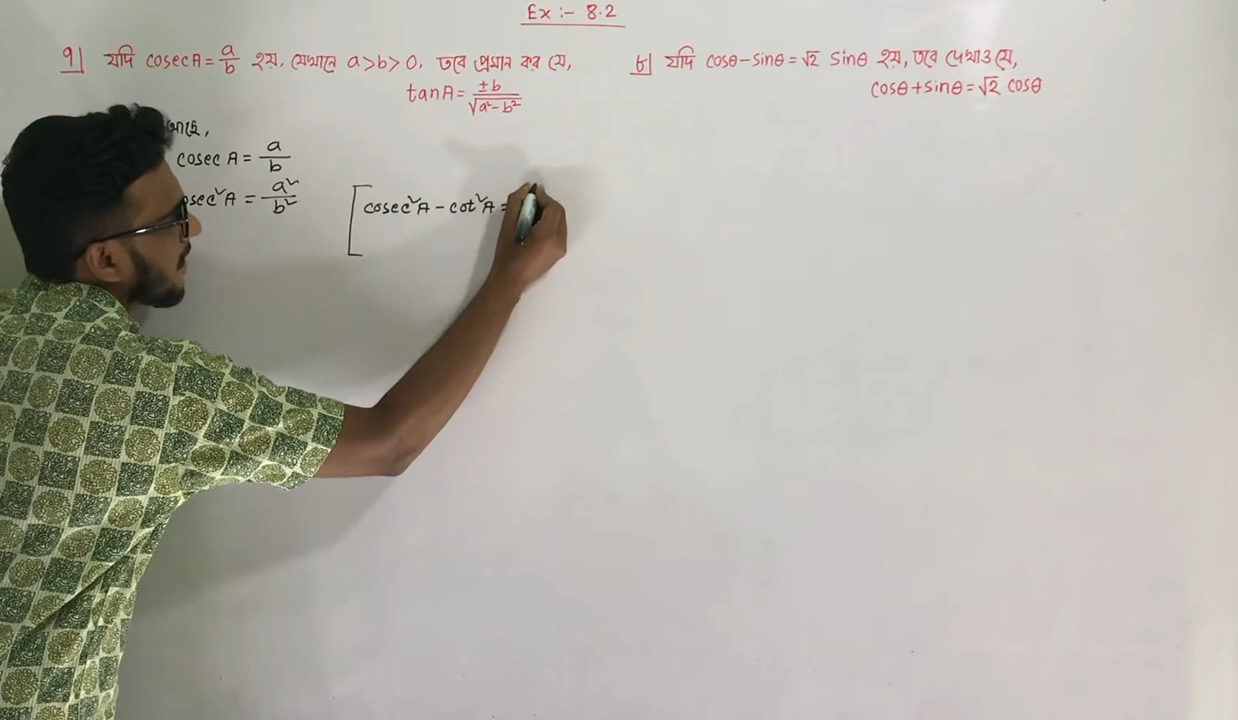 Ex :- 8.2
৭| যদি cosecA = a/b হয়, যেখানে a>b>0, তবে প্রমান কর যে,
tanA = ±b/√a²-b²
৮| যদি cosθ-sinθ = √2 sinθ হয়, তবে দেখাও যে,
cosθ+sinθ = √2 cosθ
cosec A = a/b
A = a²/b²
[cosec²A - cot²A =